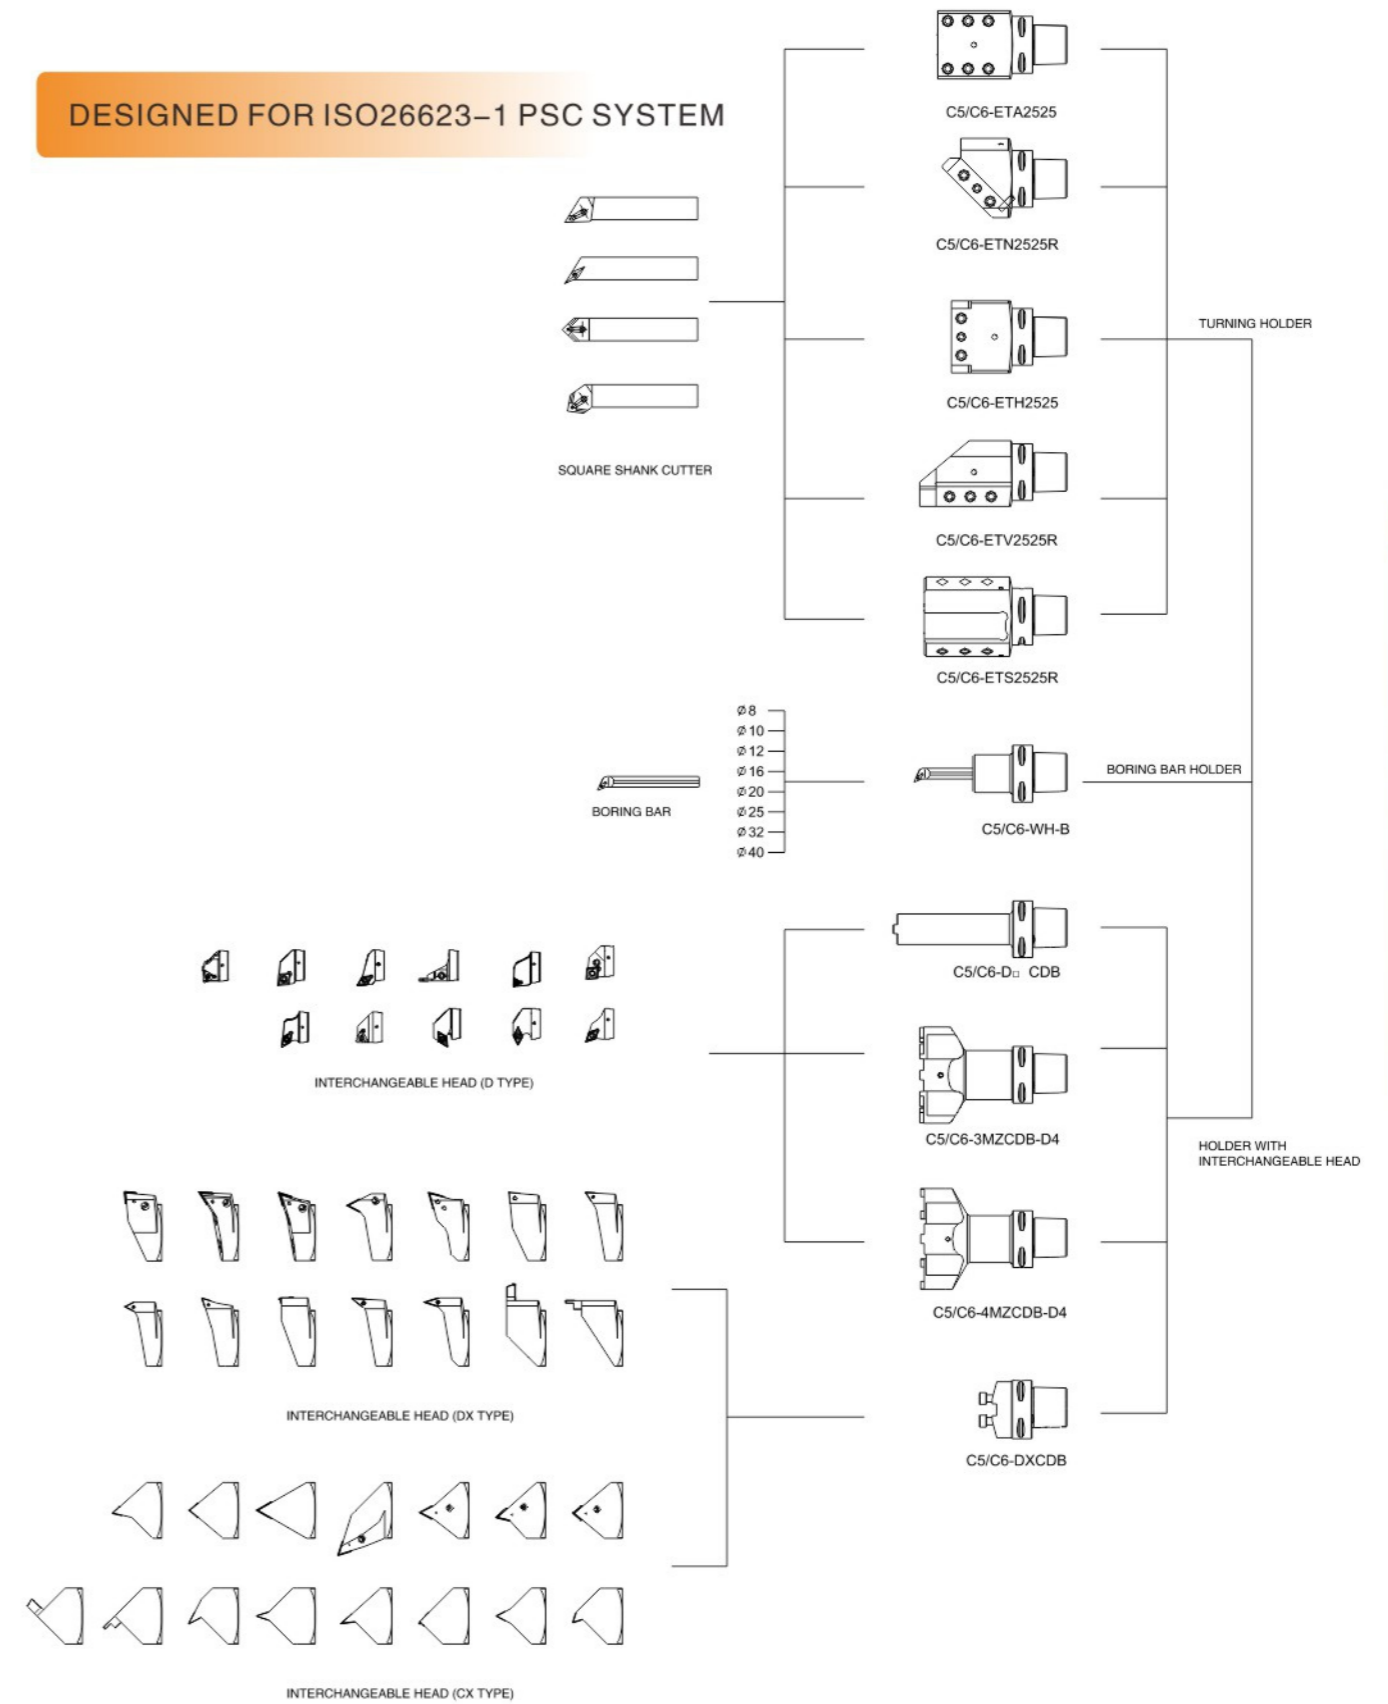 DESIGNED FOR ISO26623–1 PSC SYSTEM
C5/C6-ETA2525
C5/C6-ETN2525R
TURNING HOLDER
C5/C6-ETH2525
SQUARE SHANK CUTTER
C5/C6-ETV2525R
C5/C6-ETS2525R
Ø8
Ø10
Ø12
Ø16
Ø20
Ø25
Ø32
Ø40
BORING BAR
BORING BAR HOLDER
C5/C6-WH-B
C5/C6-D□ CDB
INTERCHANGEABLE HEAD (D TYPE)
C5/C6-3MZCDB-D4
HOLDER WITH
INTERCHANGEABLE HEAD
C5/C6-4MZCDB-D4
INTERCHANGEABLE HEAD (DX TYPE)
C5/C6-DXCDB
INTERCHANGEABLE HEAD (CX TYPE)